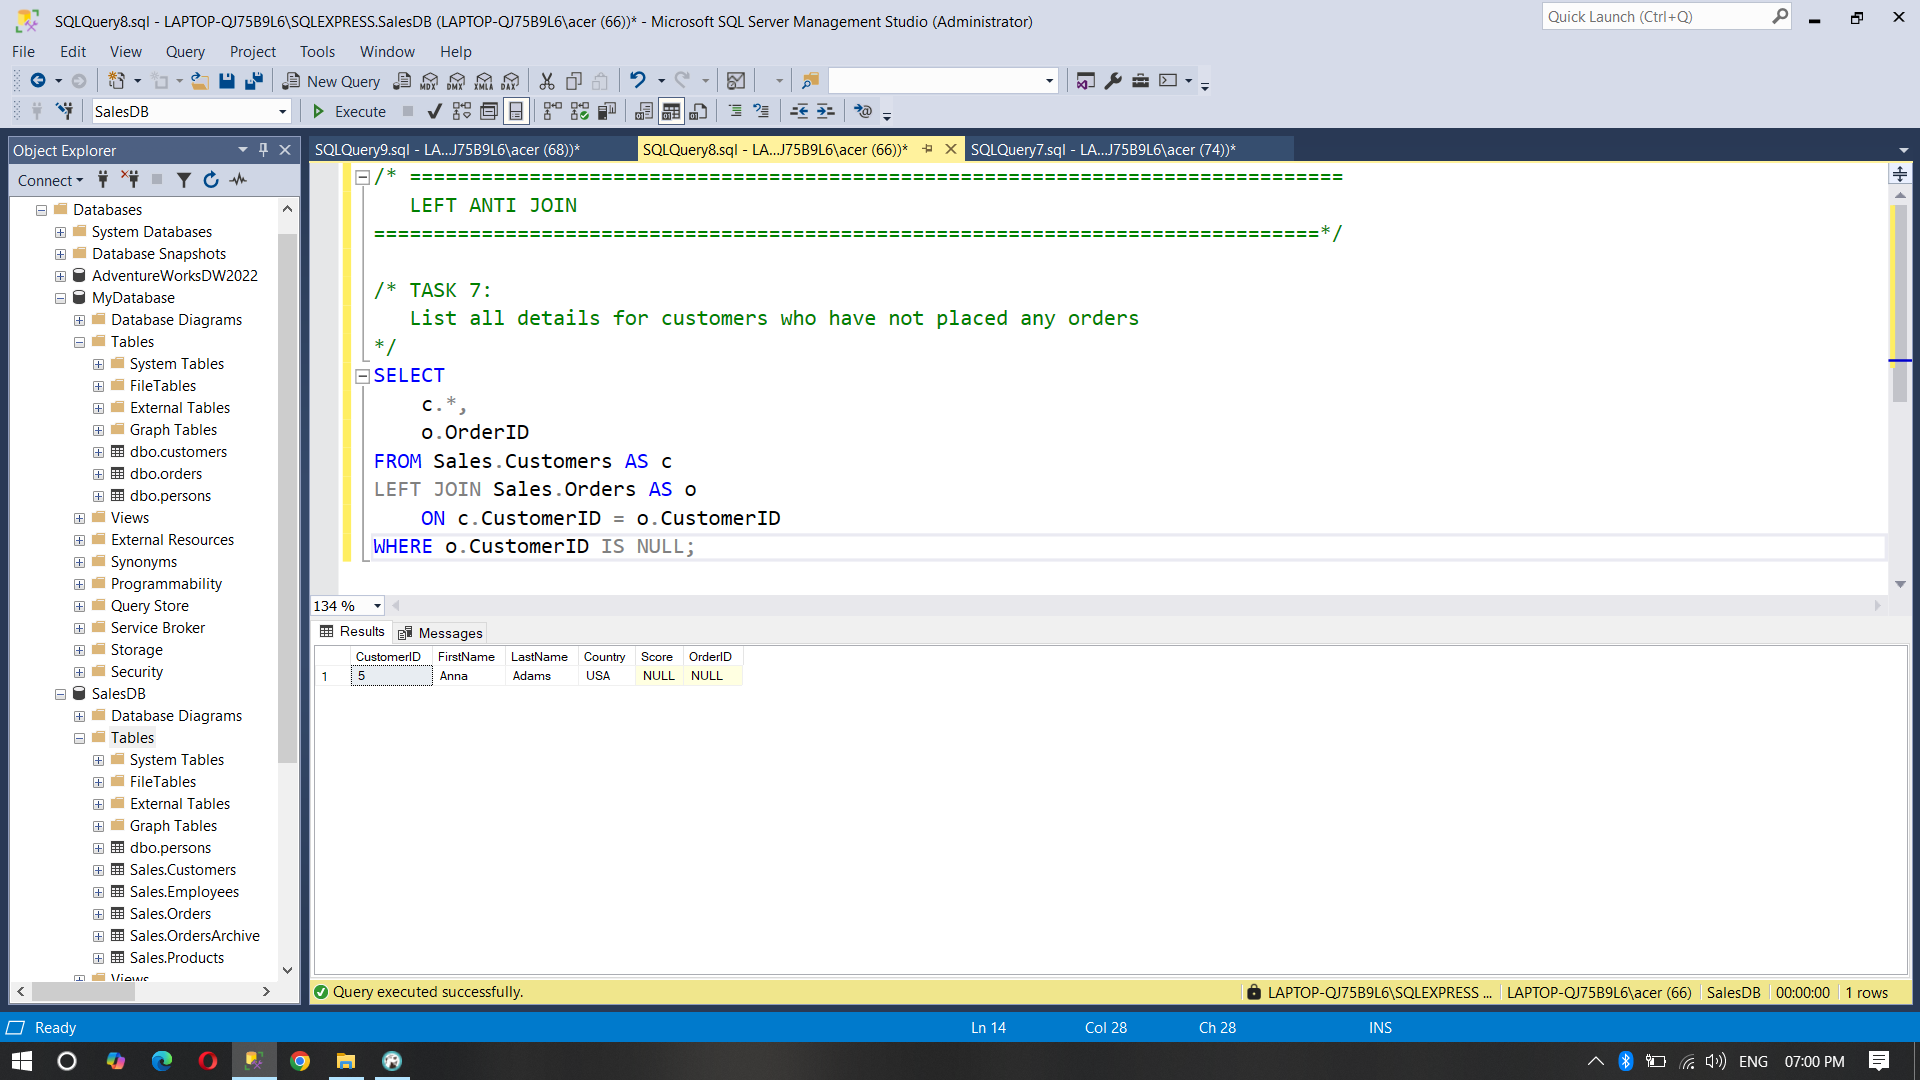 SQLQuery8.sql - LAPTOP-QJ75B9L6\SQLEXPRESS.SalesDB (LAPTOP-QJ75B9L6\acer (66))* - Microsoft SQL Server Management Studio (Administrator)
Quick Launch (Ctrl+Q)
File Edit View Query Project Tools Window Help
New Query MDX DMX XMLA DAX
SalesDB Execute
Object Explorer
SQLQuery9.sql - LA...J75B9L6\acer (68))* SQLQuery8.sql - LA...J75B9L6\acer (66))* SQLQuery7.sql - LA...J75B9L6\acer (74))*
Connect
Databases
System Databases
Database Snapshots
AdventureWorksDW2022
MyDatabase
Database Diagrams
Tables
System Tables
FileTables
External Tables
Graph Tables
dbo.customers
dbo.orders
dbo.persons
Views
External Resources
Synonyms
Programmability
Query Store
Service Broker
Storage
Security
SalesDB
Database Diagrams
Tables
System Tables
FileTables
External Tables
Graph Tables
dbo.persons
Sales.Customers
Sales.Employees
Sales.Orders
Sales.OrdersArchive
Sales.Products
Views
/* ==============================================================================
LEFT ANTI JOIN
===============================================================================*/
/* TASK 7:
List all details for customers who have not placed any orders
*/
SELECT
c.*,
o.OrderID
FROM Sales.Customers AS c
LEFT JOIN Sales.Orders AS o
ON c.CustomerID = o.CustomerID
WHERE o.CustomerID IS NULL;
134 %
Results Messages
CustomerID FirstName LastName Country Score OrderID
1 5 Anna Adams USA NULL NULL
Query executed successfully. LAPTOP-QJ75B9L6\SQLEXPRESS ... LAPTOP-QJ75B9L6\acer (66) SalesDB 00:00:00 1 rows
Ready Ln 14 Col 28 Ch 28 INS
ENG 07:00 PM